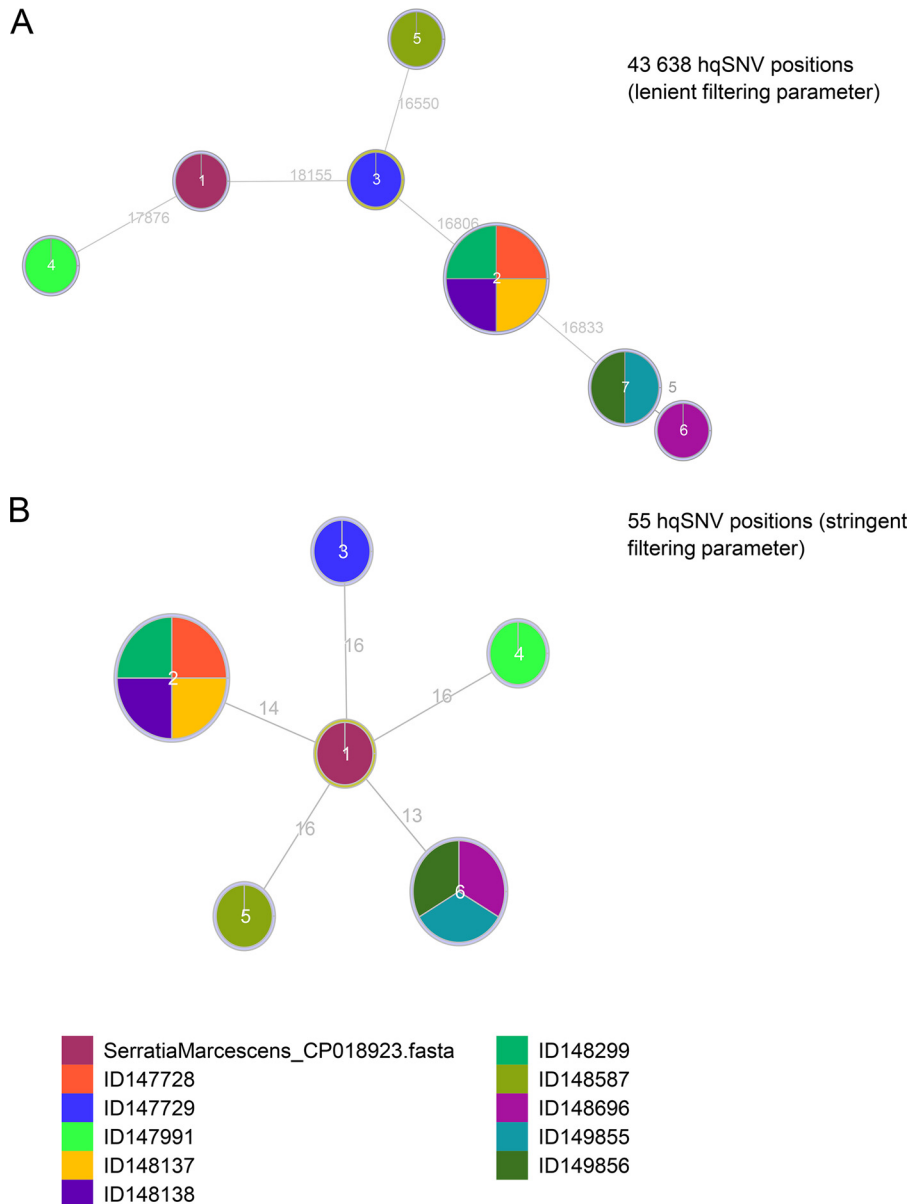 A
5
43 638 hqSNV positions
(lenient filtering parameter)
16550
1
18155
3
17876
16806
4
2
16833
7
5
6
B
55 hqSNV positions (stringent
filtering parameter)
3
16
4
2
16
14
1
16
13
6
5
SerratiaMarcescens_CP018923.fasta
ID147728
ID147729
ID147991
ID148137
ID148138
ID148299
ID148587
ID148696
ID149855
ID149856